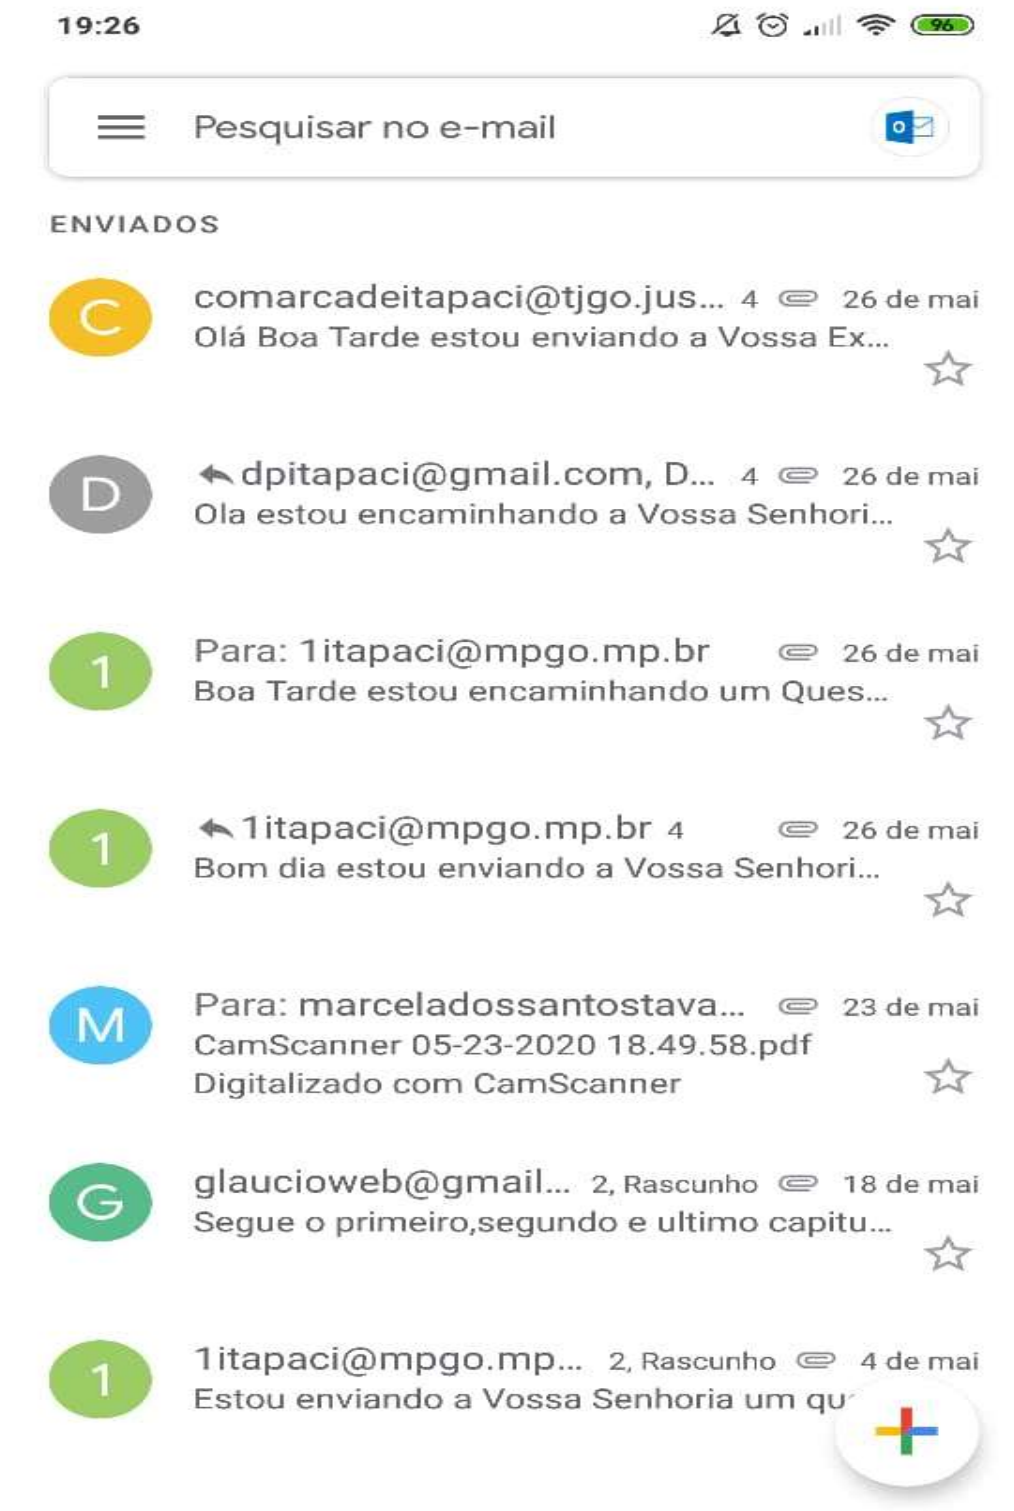 19:26
96
Pesquisar no e-mail
ENVIADOS
C
comarcadeitapaci@tjgo.jus... 4 26 de mai
Olá Boa Tarde estou enviando a Vossa Ex...
D
dpitapaci@gmail.com, D... 4 26 de mai
Ola estou encaminhando a Vossa Senhori...
1
Para: 1itapaci@mpgo.mp.br 26 de mai
Boa Tarde estou encaminhando um Ques...
1
1itapaci@mpgo.mp.br 4 26 de mai
Bom dia estou enviando a Vossa Senhori...
M
Para: marceladossantostava... 23 de mai
CamScanner 05-23-2020 18.49.58.pdf
Digitalizado com CamScanner
G
glaucioweb@gmail... 2, Rascunho 18 de mai
Segue o primeiro,segundo e ultimo capitu...
1
1itapaci@mpgo.mp... 2, Rascunho 4 de mai
Estou enviando a Vossa Senhoria um